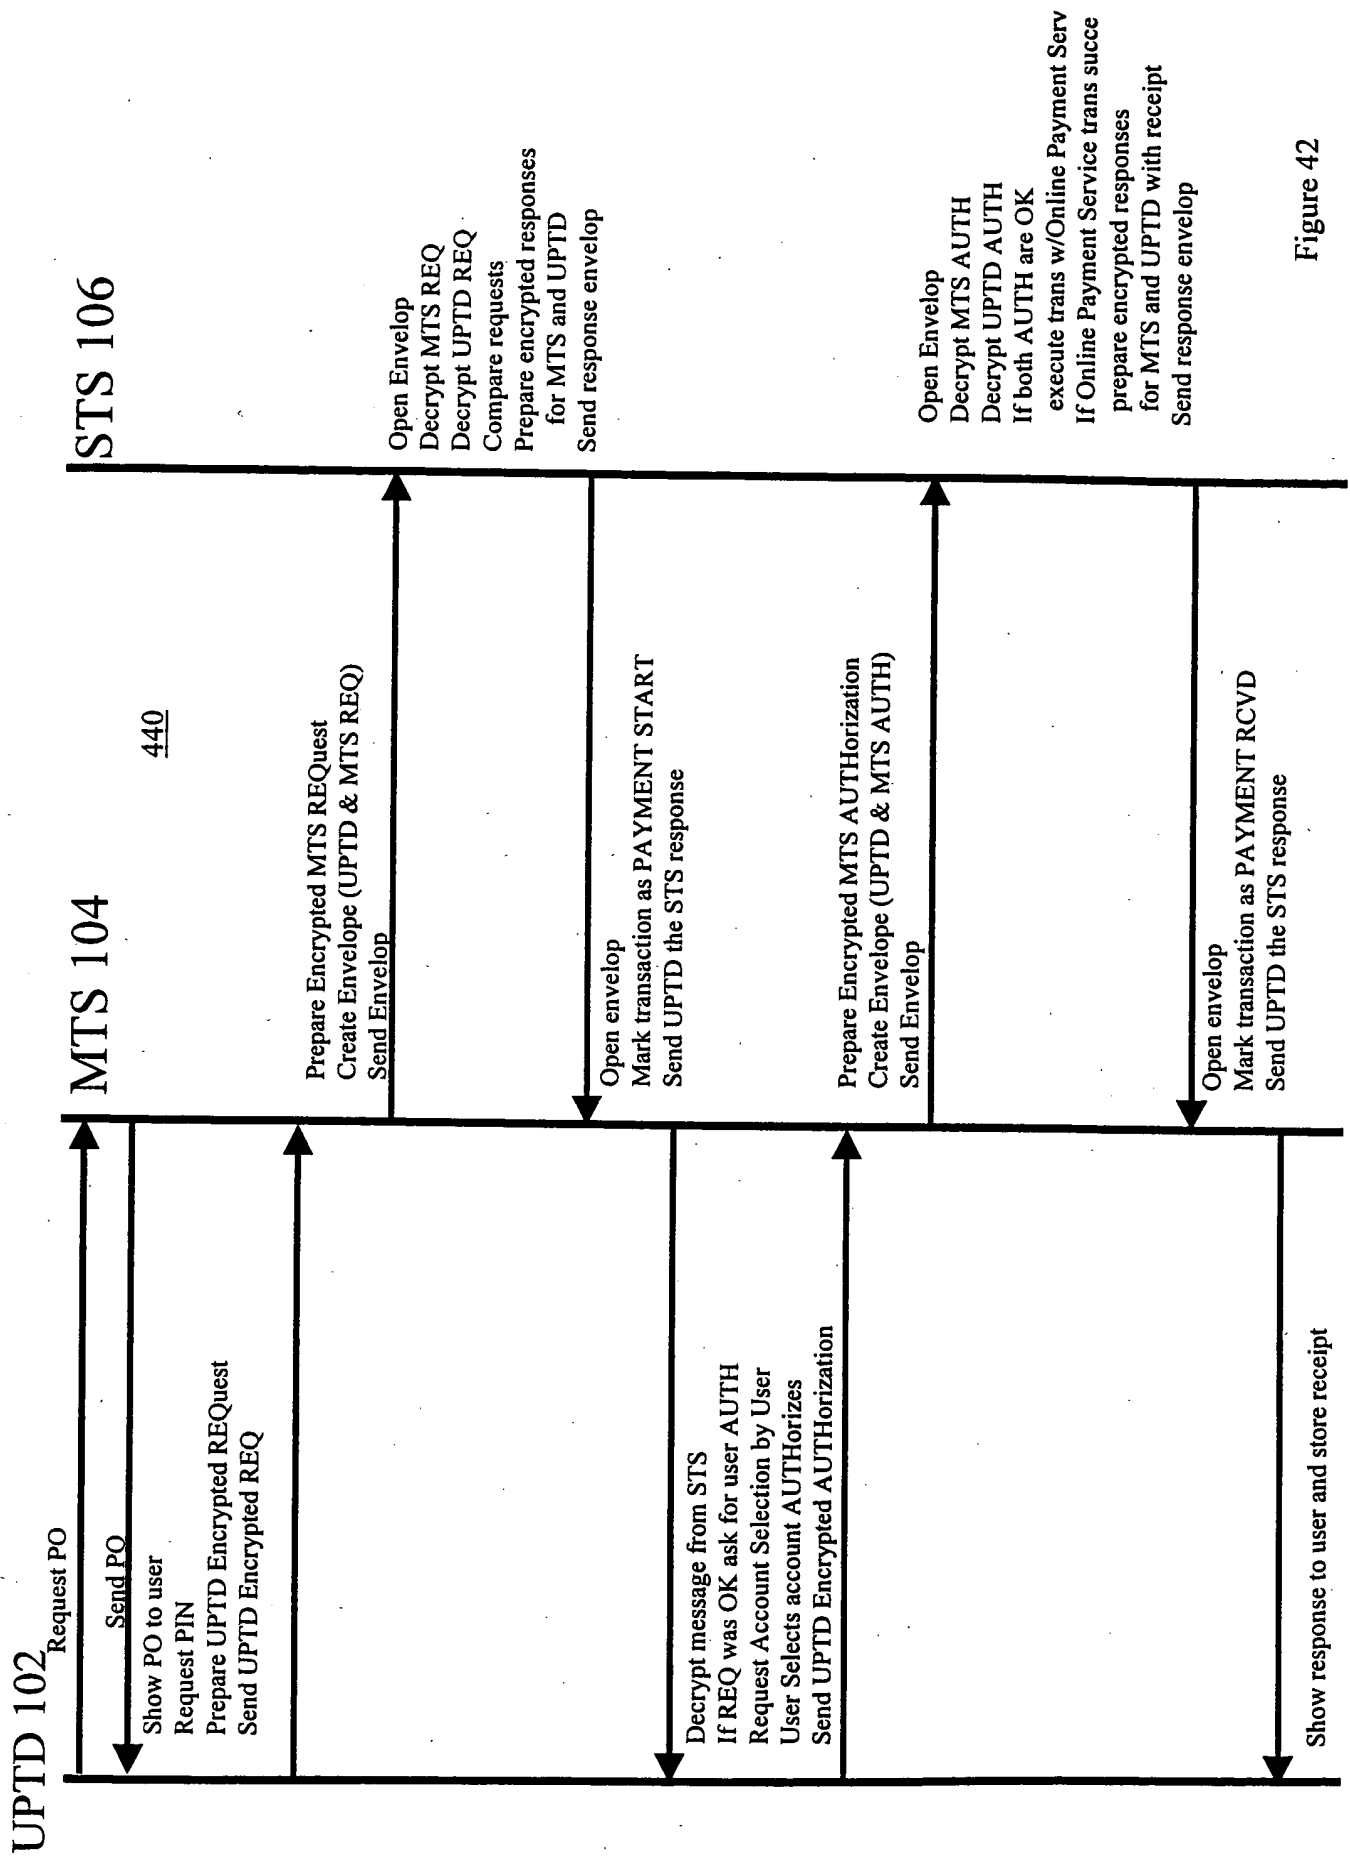 UPTD 102
MTS 104
STS 106
440
Request PO
Send PO
Show PO to user
Request PIN
Prepare UPTD Encrypted REQuest
Send UPTD Encrypted REQ
Prepare Encrypted MTS REQuest
Create Envelope (UPTD & MTS REQ)
Send Envelop
Open Envelop
Decrypt MTS REQ
Decrypt UPTD REQ
Compare requests
Prepare encrypted responses
for MTS and UPTD
Send response envelop
Open envelop
Mark transaction as PAYMENT START
Send UPTD the STS response
Decrypt message from STS
If REQ was OK ask for user AUTH
Request Account Selection by User
User Selects account AUTHorizes
Send UPTD Encrypted AUTHorization
Prepare Encrypted MTS AUTHorization
Create Envelope (UPTD & MTS AUTH)
Send Envelop
Open Envelop
Decrypt MTS AUTH
Decrypt UPTD AUTH
If both AUTH are OK
execute trans w/Online Payment Serv
If Online Payment Service trans succe
prepare encrypted responses
for MTS and UPTD with receipt
Send response envelop
Open envelop
Mark transaction as PAYMENT RCVD
Send UPTD the STS response
Show response to user and store receipt
Figure 42